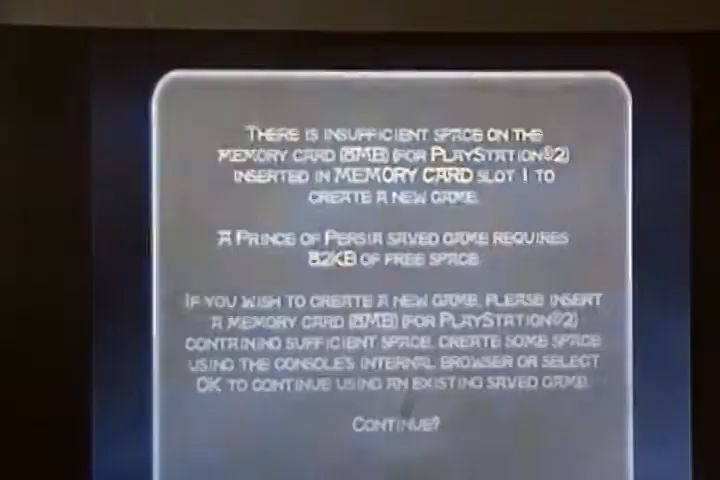 THERE IS INSUFFICIENT SPACE ON THE
MEMORY CARD (8MB) (FOR PLAYSTATION®2)
INSERTED IN MEMORY CARD SLOT 1 TO
CREATE A NEW GAME.
A PRINCE OF PERSIA SAVED GAME REQUIRES
82KB OF FREE SPACE.
IF YOU WISH TO CREATE A NEW GAME, PLEASE INSERT
A MEMORY CARD (8MB) (FOR PLAYSTATION®2)
CONTAINING SUFFICIENT SPACE, CREATE SOME SPACE
USING THE CONSOLE'S INTERNAL BROWSER OR SELECT
OK TO CONTINUE USING AN EXISTING SAVED GAME.
CONTINUE?